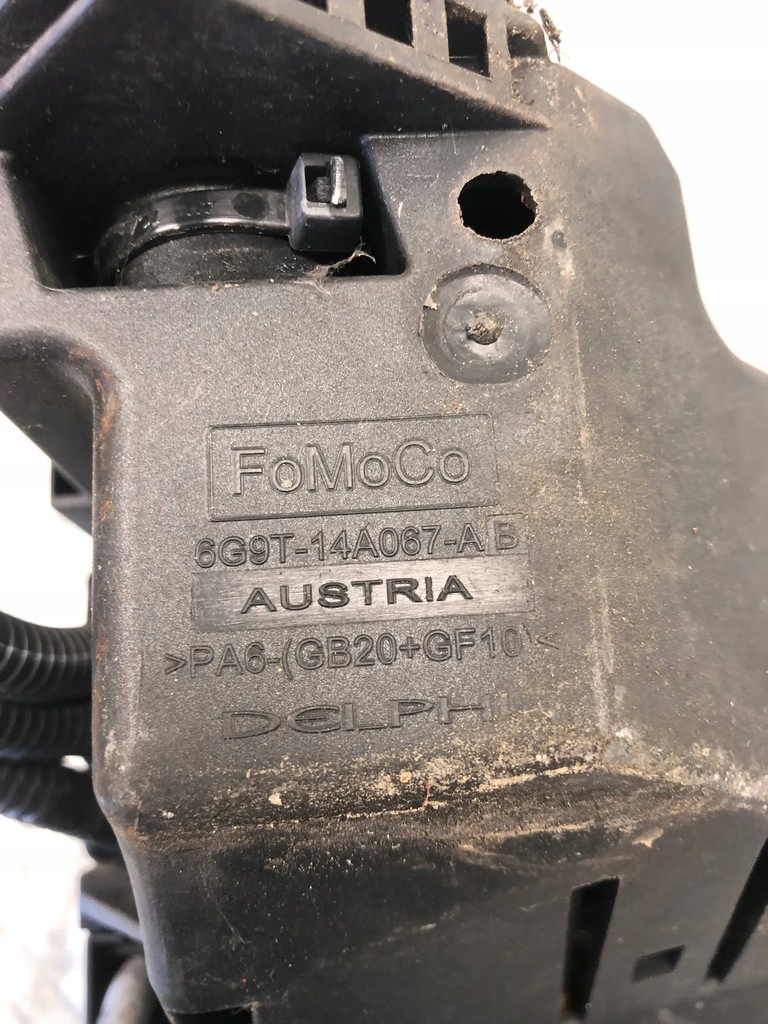 FoMoCo
6G9T-14A067-AB
AUSTRIA
>PA6-(GB20+GF10)<
DELPHI